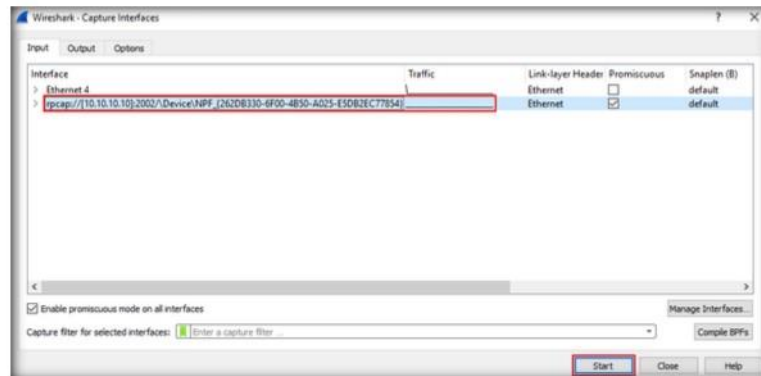 Wireshark - Capture Interfaces
Input Output Options
Interface Traffic Link-layer Header Promiscuous Snaplen (B)
Ethernet 4 Ethernet default
rpcap://[10.10.10.10]:2002/\Device\NPF_{262DB330-6F00-4B50-A025-E5DB2EC77854} Ethernet default
Enable promiscuous mode on all interfaces Manage Interfaces...
Capture filter for selected interfaces: Enter a capture filter ... Compile BPFs
Start Close Help